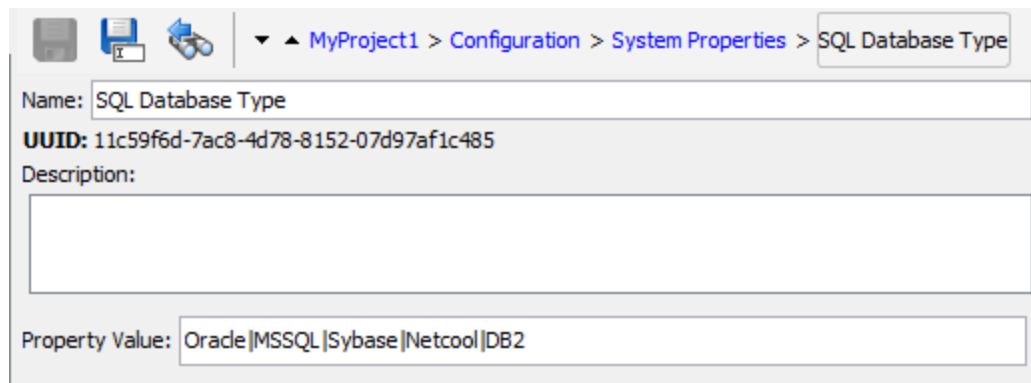 MyProject1 > Configuration > System Properties > SQL Database Type
Name: SQL Database Type
UUID: 11c59f6d-7ac8-4d78-8152-07d97af1c485
Description:
Property Value: Oracle|MSSQL|Sybase|Netcool|DB2